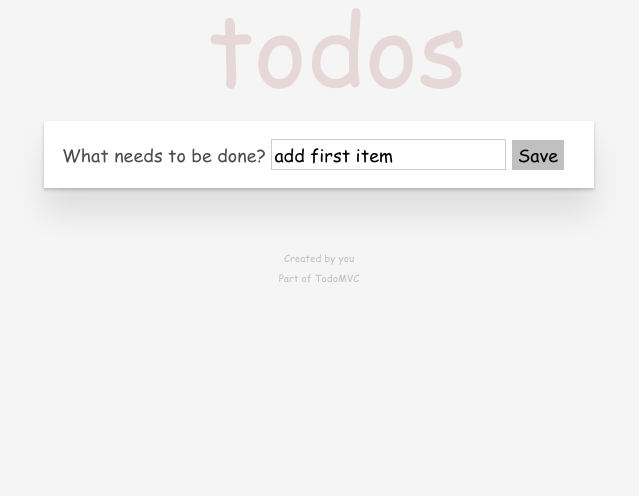 todos
What needs to be done? add first item Save
Created by you
Part of TodoMVC